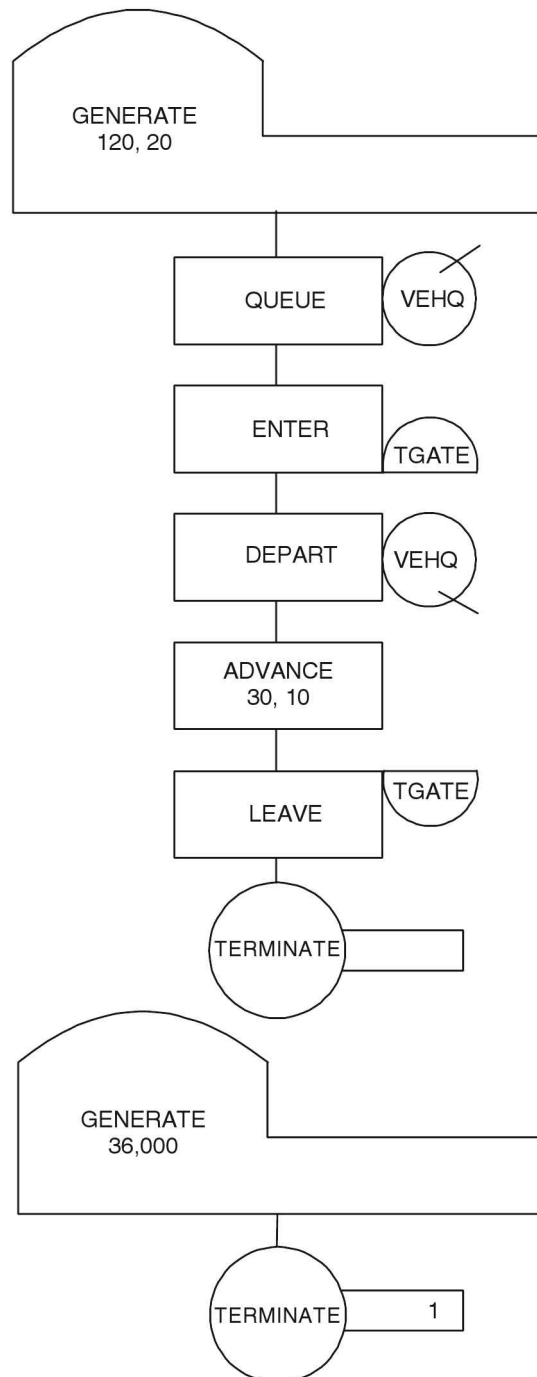 GENERATE
120, 20
QUEUE
VEHQ
ENTER
TGATE
DEPART
VEHQ
ADVANCE
30, 10
LEAVE
TGATE
TERMINATE
GENERATE
36,000
TERMINATE
1